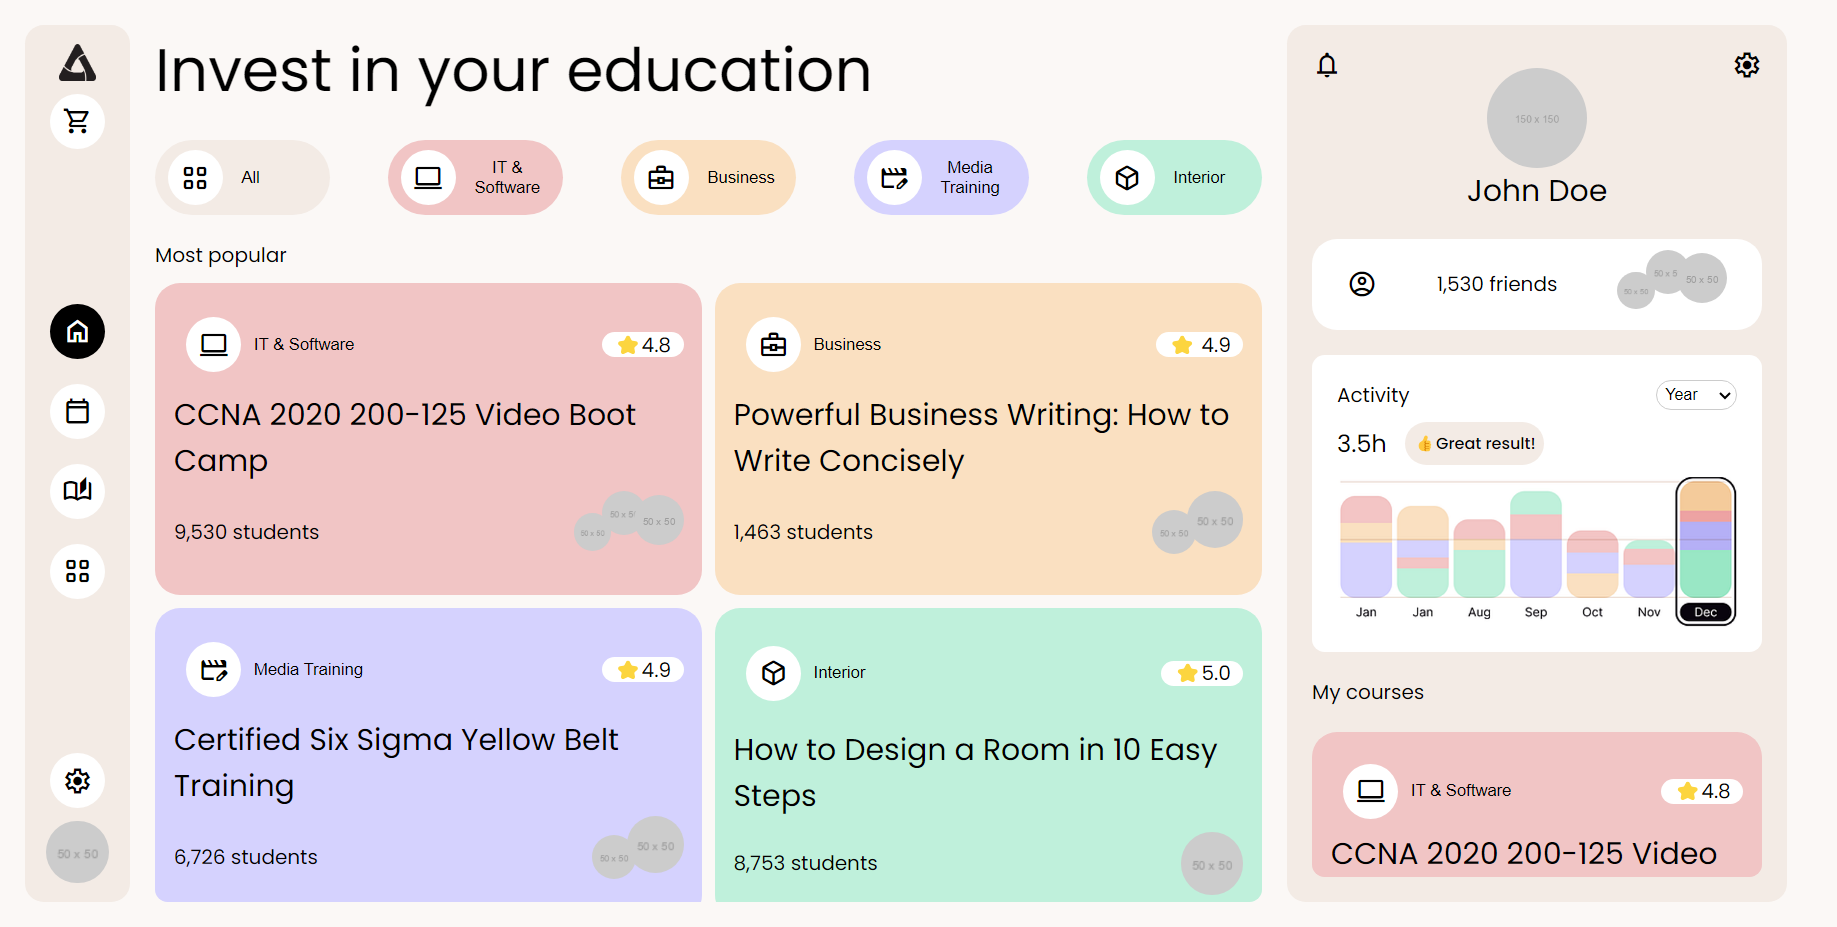 Invest in your education
All
IT &
Software
Business
Media
Training
Interior
Most popular
IT & Software
4.8
CCNA 2020 200-125 Video Boot
Camp
9,530 students
50 x 50
50 x 5
50 x 50
Business
4.9
Powerful Business Writing: How to
Write Concisely
1,463 students
50 x 50
50 x 50
Media Training
4.9
Certified Six Sigma Yellow Belt
Training
6,726 students
50 x 50
50 x 50
Interior
5.0
How to Design a Room in 10 Easy
Steps
8,753 students
50 x 50
50 x 50
150 x 150
John Doe
1,530 friends
50 x 50
50 x 5
50 x 50
Activity
Year
3.5h
👍 Great result!
Jan
Jan
Aug
Sep
Oct
Nov
Dec
My courses
IT & Software
4.8
CCNA 2020 200-125 Video